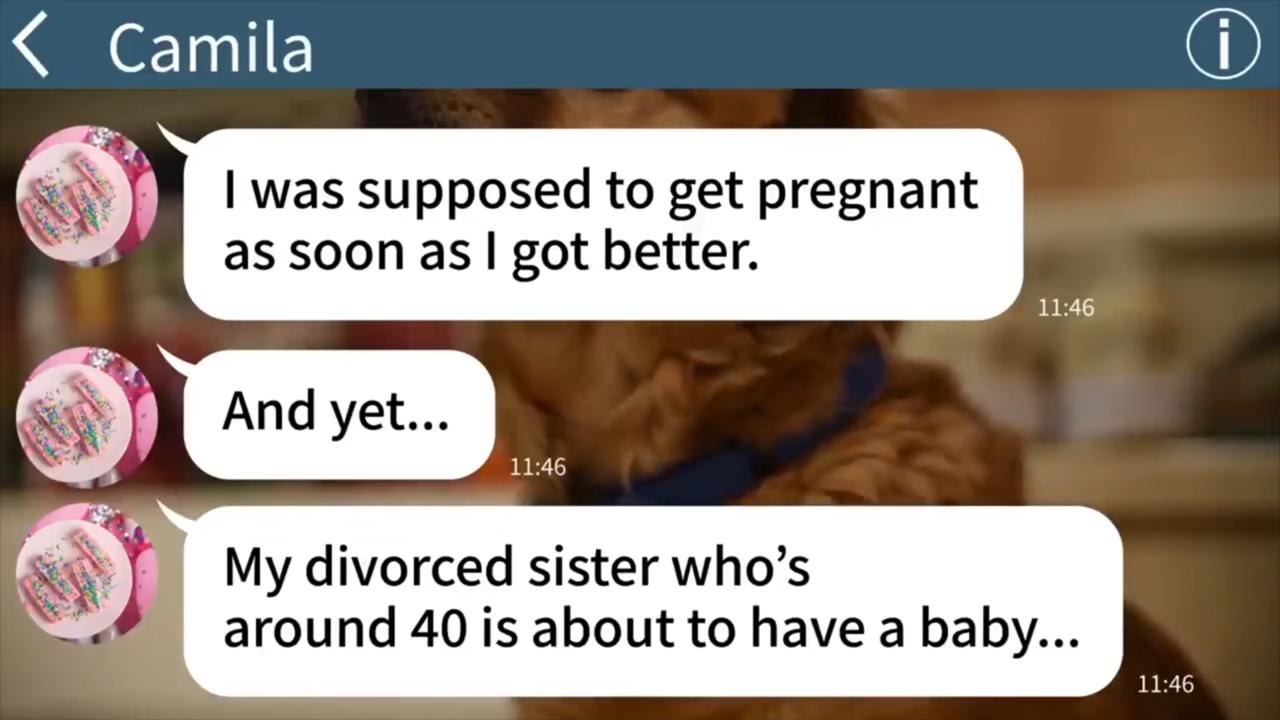 Camila
I was supposed to get pregnant
as soon as I got better.
11:46
And yet...
11:46
My divorced sister who’s
around 40 is about to have a baby...
11:46